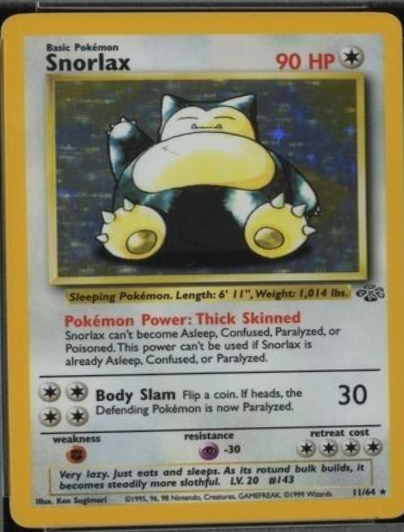 Basic Pokémon
Snorlax 90 HP
Sleeping Pokémon. Length: 6' 11", Weight: 1,014 lbs.
Pokémon Power: Thick Skinned
Snorlax can't become Asleep, Confused, Paralyzed, or
Poisoned. This power can't be used if Snorlax is
already Asleep, Confused, or Paralyzed.
Body Slam Flip a coin. If heads, the
Defending Pokémon is now Paralyzed. 30
weakness resistance retreat cost
-30
Very lazy. Just eats and sleeps. As its rotund bulk builds, it
becomes steadily more slothful. LV. 20 #143
Illus. Ken Sugimori ©1995, 96, 98 Nintendo, Creatures, GAMEFREAK. ©1999 Wizards. 11/64